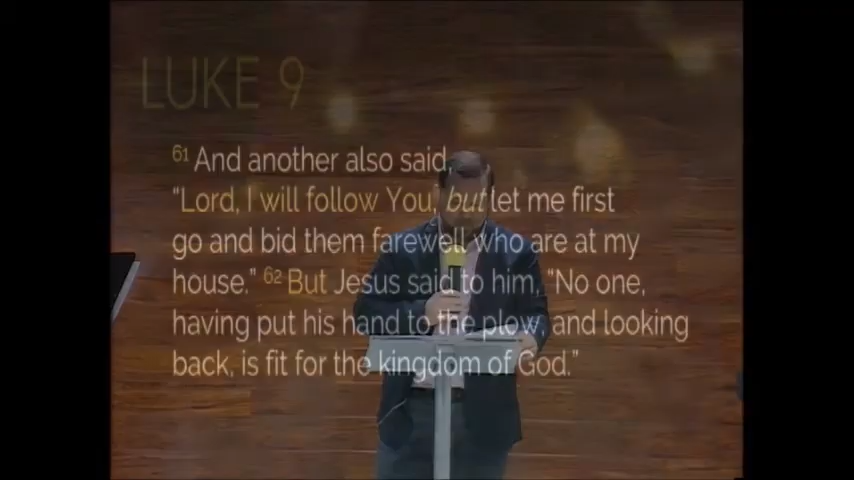 LUKE 9
61 And another also said,
“Lord, I will follow You, but let me first
go and bid them farewell who are at my
house.” 62 But Jesus said to him, “No one,
having put his hand to the plow, and looking
back, is fit for the kingdom of God.”